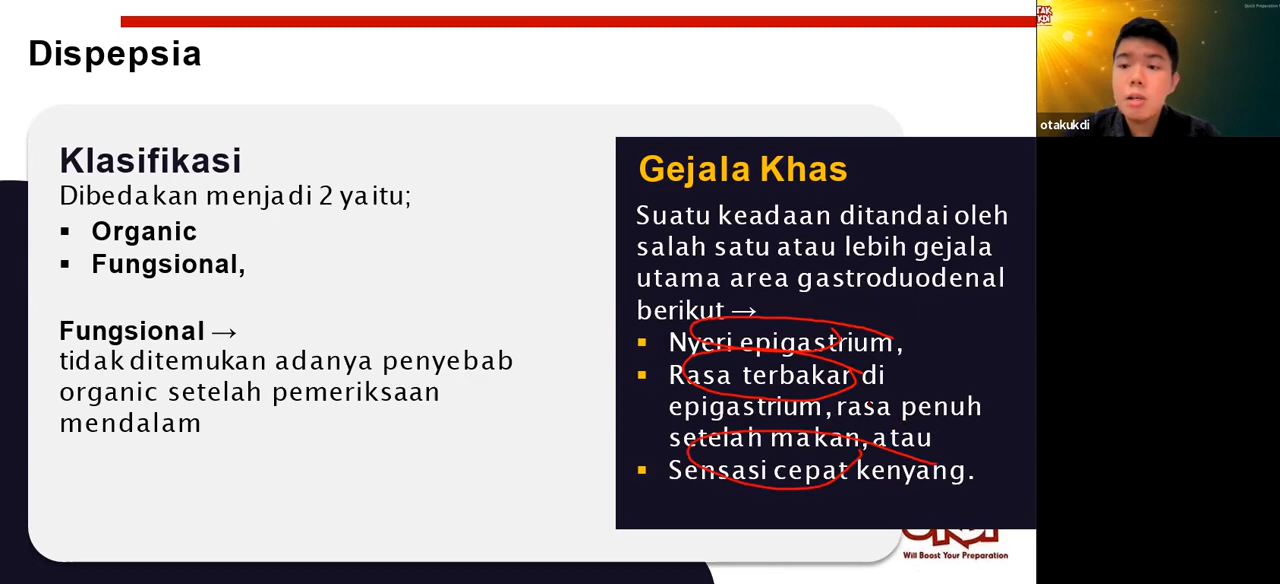 Dispepsia
Klasifikasi
Dibedakan menjadi 2 yaitu;
▪ Organic
▪ Fungsional,
Fungsional →
tidak ditemukan adanya penyebab
organic setelah pemeriksaan
mendalam
Gejala Khas
Suatu keadaan ditandai oleh
salah satu atau lebih gejala
utama area gastroduodenal
berikut →
▪ Nyeri epigastrium,
▪ Rasa terbakar di
epigastrium, rasa penuh
setelah makan, atau
▪ Sensasi cepat kenyang.
Will Boost Your Preparation
otakukdi